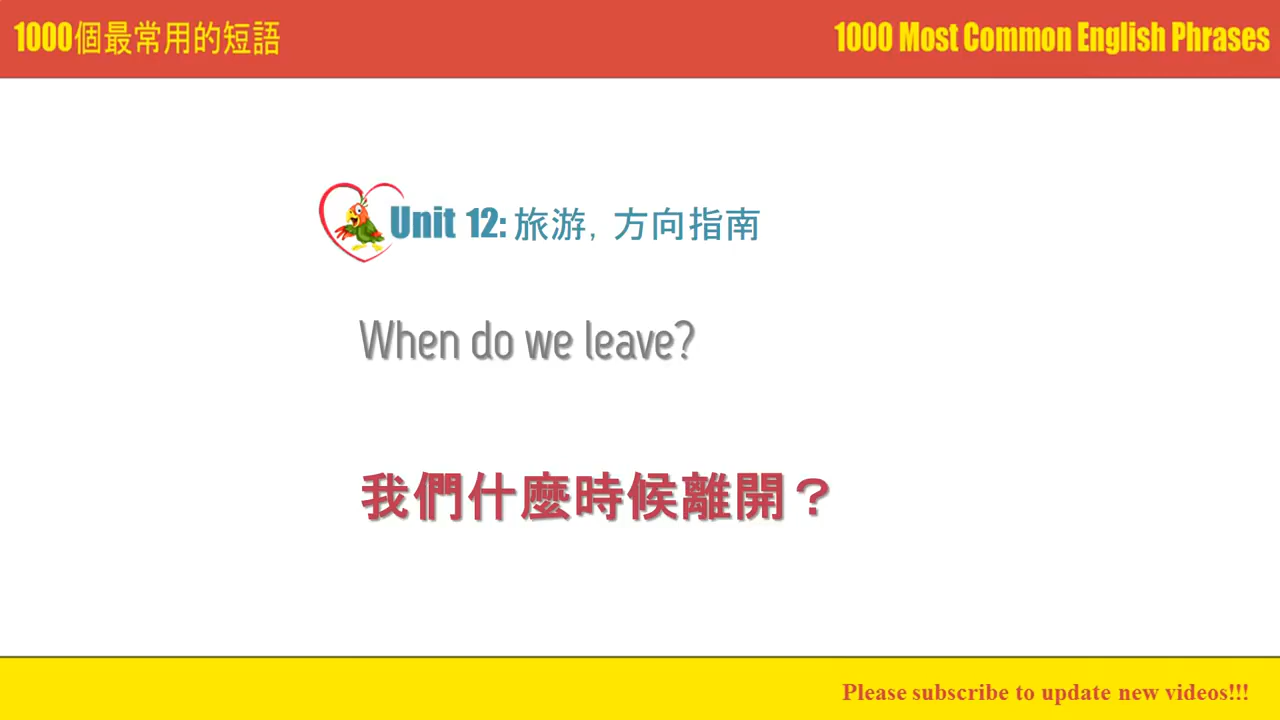 1000個最常用的短語
1000 Most Common English Phrases
Unit 12: 旅游, 方向指南
When do we leave?
我們什麼時候離開？
Please subscribe to update new videos!!!